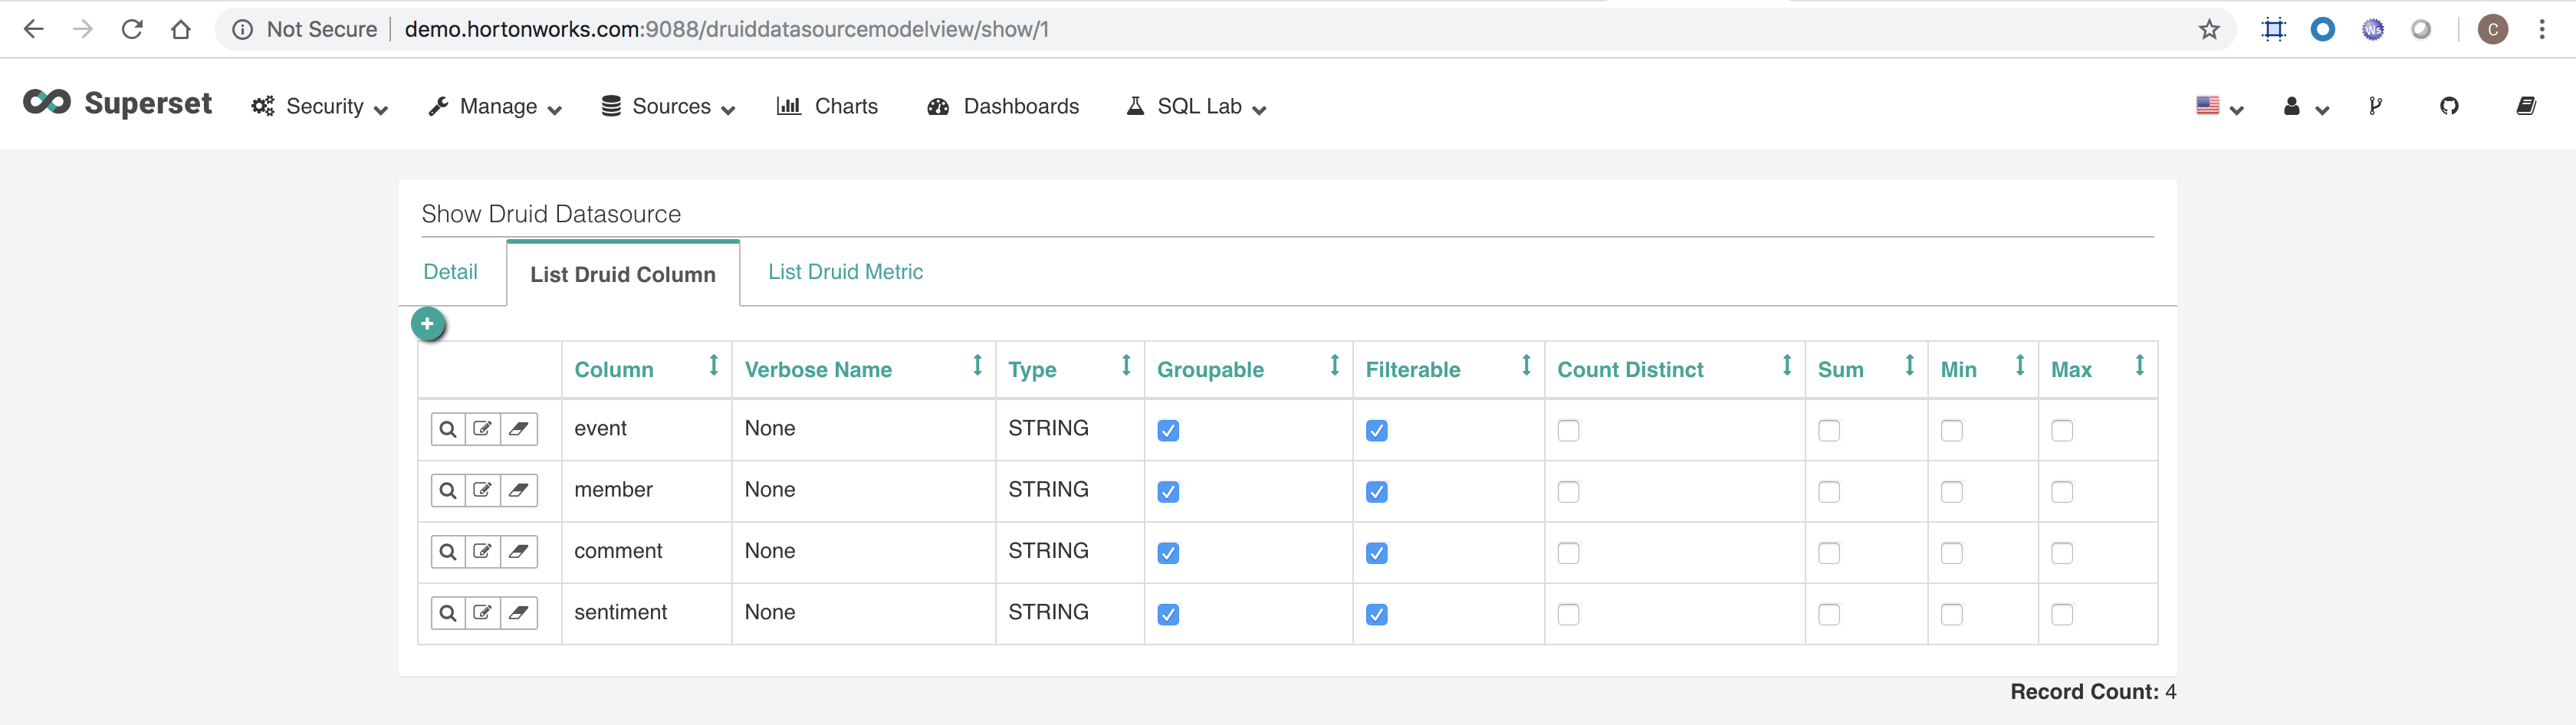 Not Secure demo.hortonworks.com:9088/druiddatasourcemodelview/show/1
Ws
C
Superset Security Manage Sources Charts Dashboards SQL Lab
Show Druid Datasource
Detail List Druid Column List Druid Metric
Column Verbose Name Type Groupable Filterable Count Distinct Sum Min Max
event None STRING
member None STRING
comment None STRING
sentiment None STRING
Record Count: 4